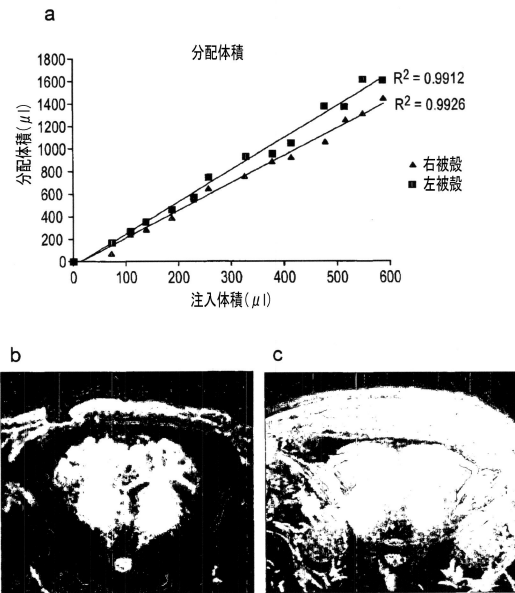 a
分配体積
1800
1600
1400
1200
1000
800
600
400
200
0
分配体積(μl)
0 100 200 300 400 500 600
注入体積(μl)
R² = 0.9912
R² = 0.9926
▲ 右被殻
■ 左被殻
b
c